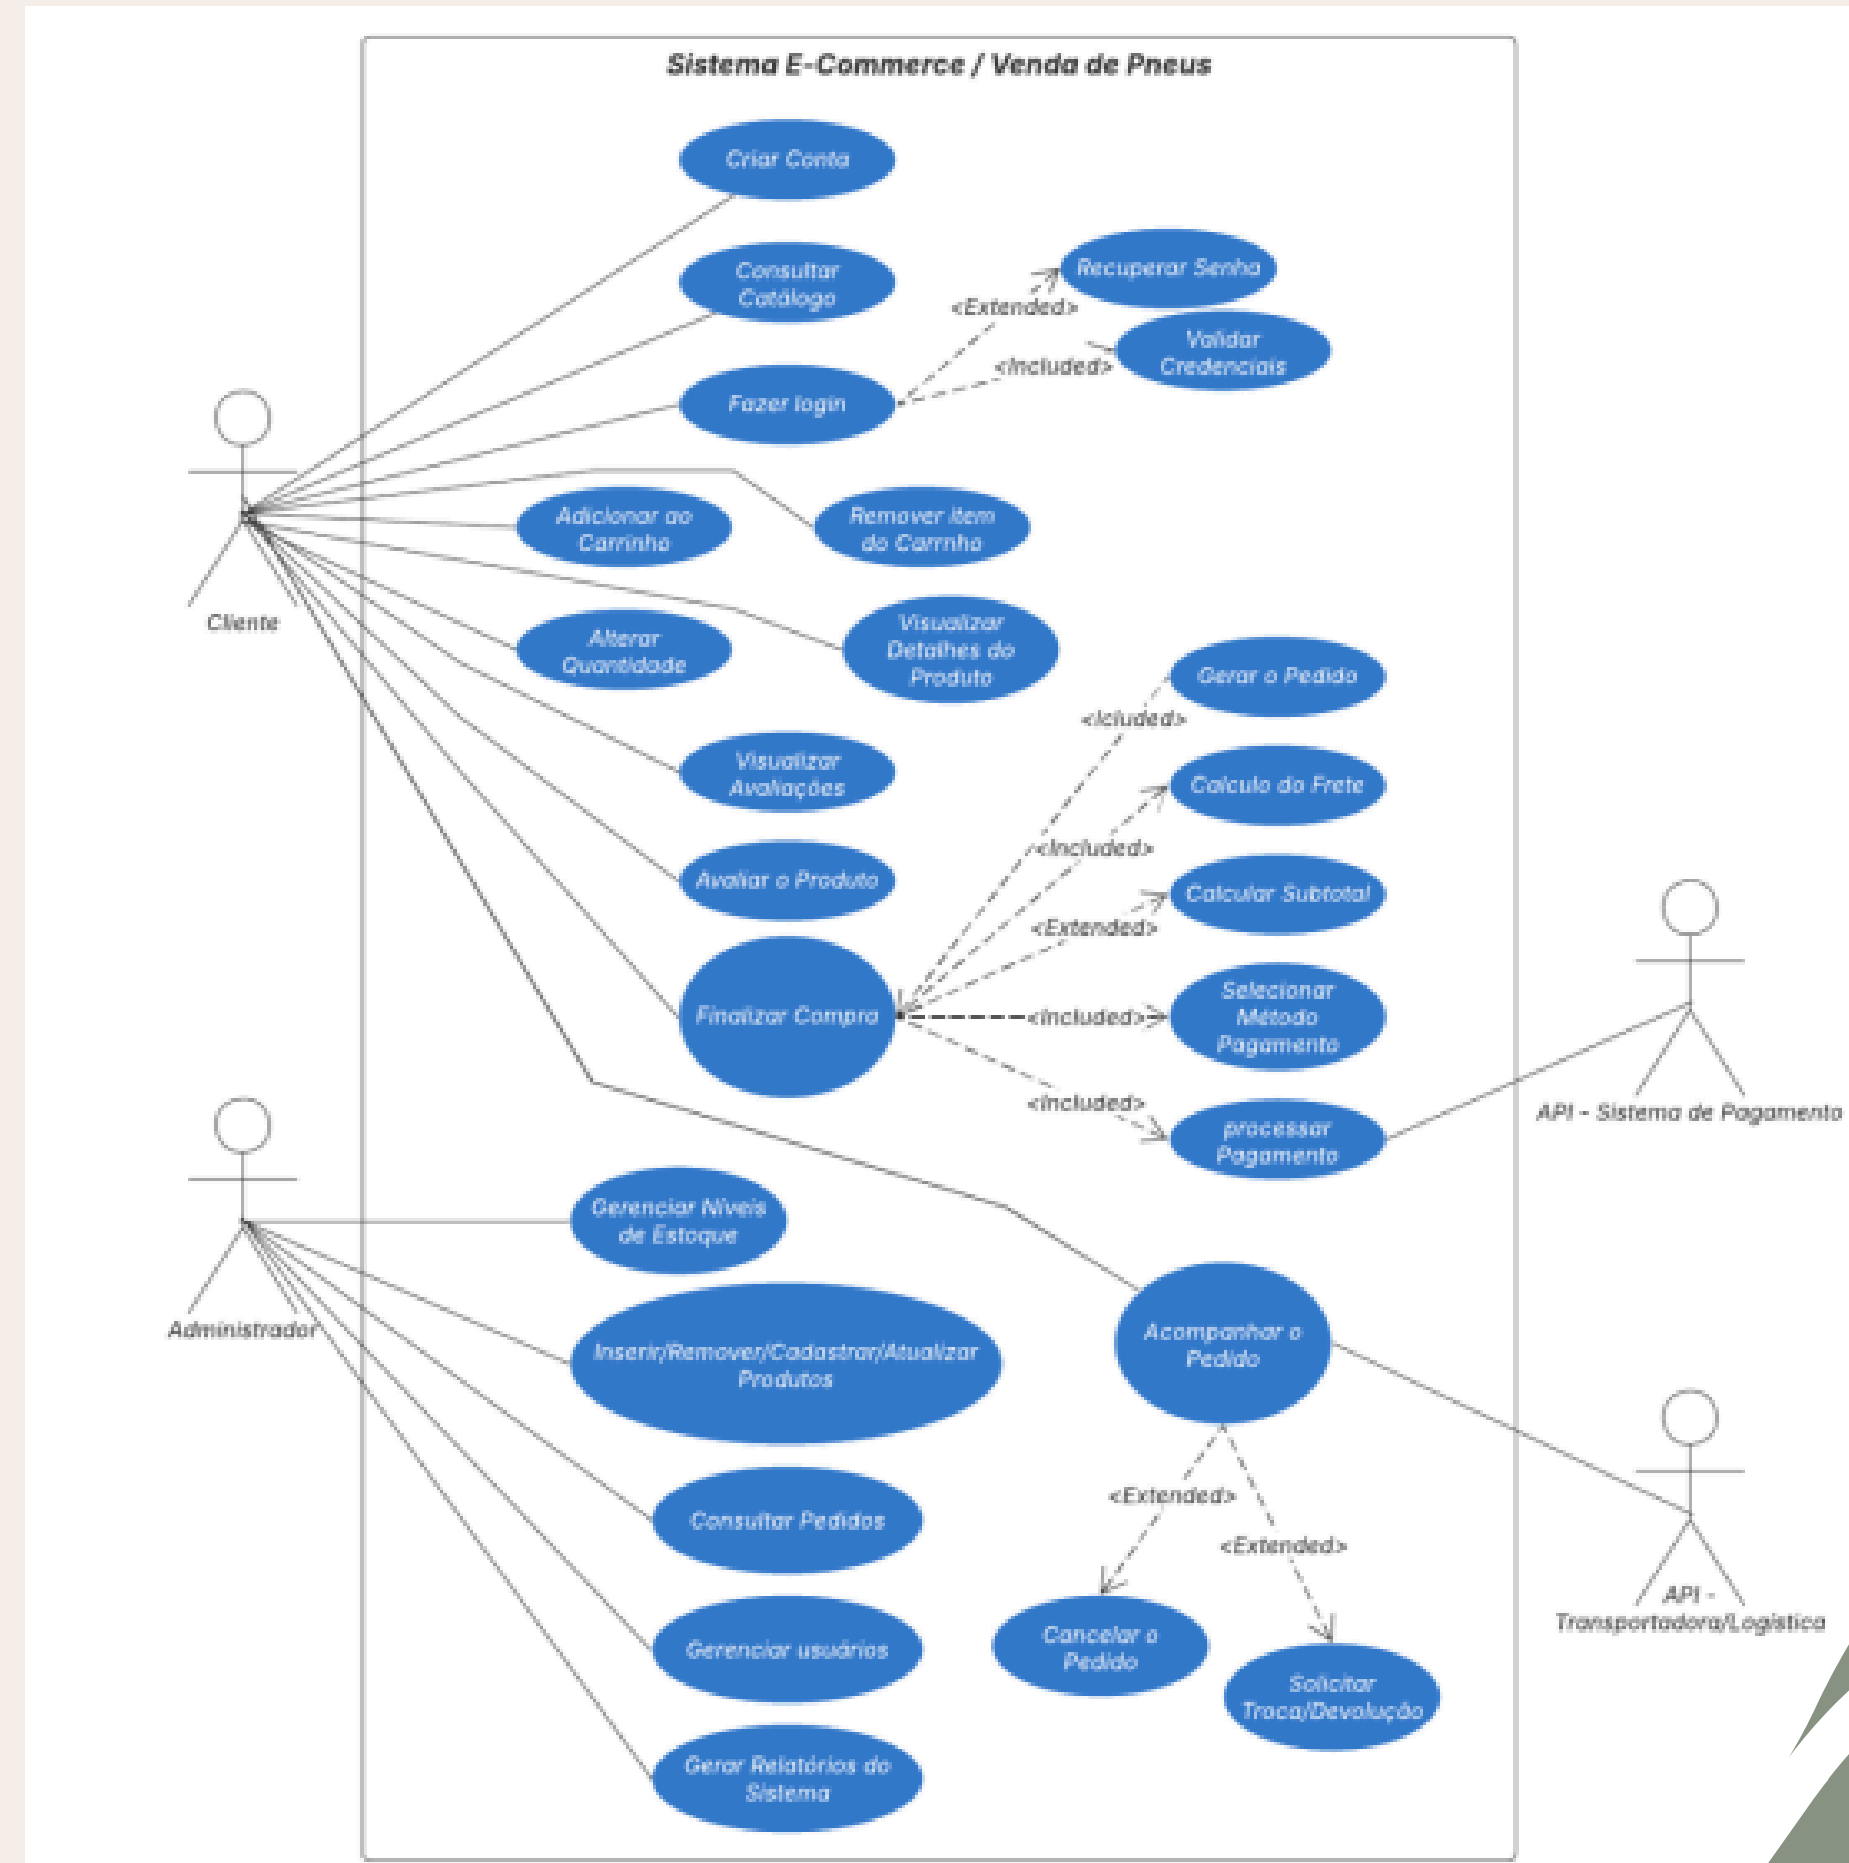 Sistema E-Commerce / Venda de Pneus
Criar Conta
Consultar
Catálogo
Recuperar Senha
<Extended>
Validar
Credenciais
<Included>
Fazer login
Adicionar ao
Carrinho
Remover item
do Carrnho
Cliente
Alterar
Quantidade
Visualizar
Detalhes do
Produto
Gerar o Pedido
<Icluded>
Visualizar
Avaliações
Calculo do Frete
<Included>
Avaliar o Produto
Calcular Subtotal
<Extended>
Finalizar Compra
<Included>
Selecionar
Método
Pagamento
<Included>
processar
Pagamento
API - Sistema de Pagamento
Gerenciar Níveis
de Estoque
Administrador
Inserir/Remover/Cadastrar/Atualizar
Produtos
Acompanhar o
Pedido
Consultar Pedidos
<Extended>
<Extended>
API -
Transportadora/Logística
Gerenciar usuários
Cancelar o
Pedido
Solicitar
Troca/Devolução
Gerar Relatórios do
Sistema